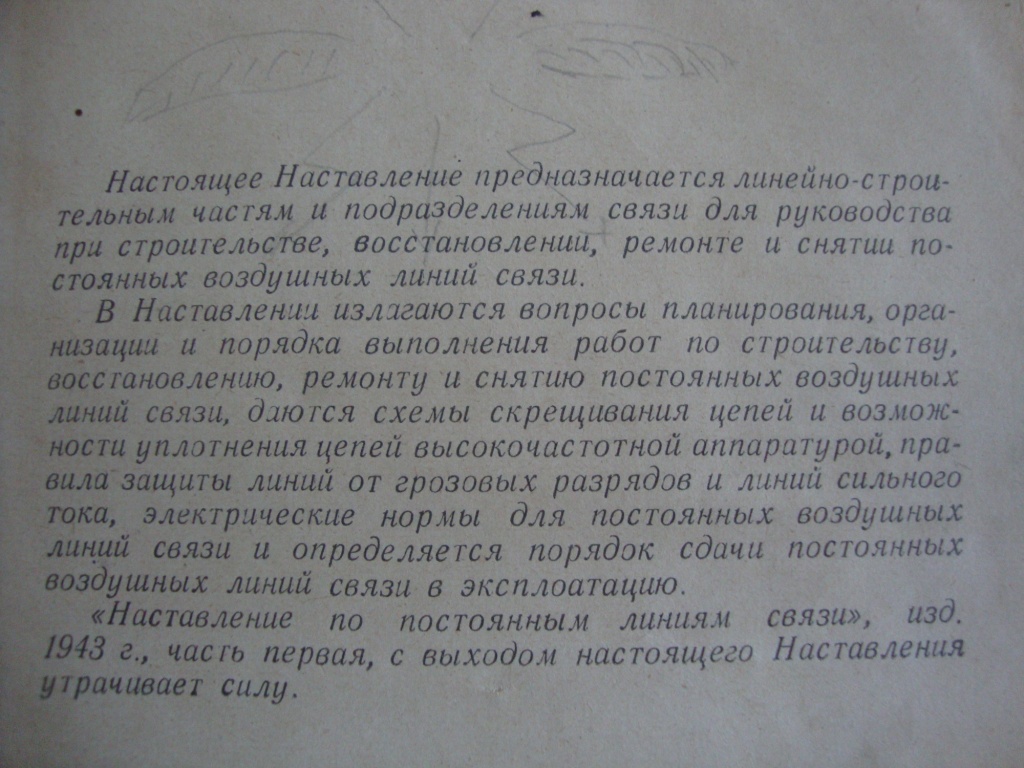 Настоящее Наставление предназначается линейно-строи-
тельным частям и подразделениям связи для руководства
при строительстве, восстановлении, ремонте и снятии по-
стоянных воздушных линий связи.
В Наставлении излагаются вопросы планирования, орга-
низации и порядка выполнения работ по строительству,
восстановлению, ремонту и снятию постоянных воздушных
линий связи, даются схемы скрещивания цепей и возмож-
ности уплотнения цепей высокочастотной аппаратурой, пра-
вила защиты линий от грозовых разрядов и линий сильного
тока, электрические нормы для постоянных воздушных
линий связи и определяется порядок сдачи постоянных
воздушных линий связи в эксплоатацию.
«Наставление по постоянным линиям связи», изд.
1943 г., часть первая, с выходом настоящего Наставления
утрачивает силу.